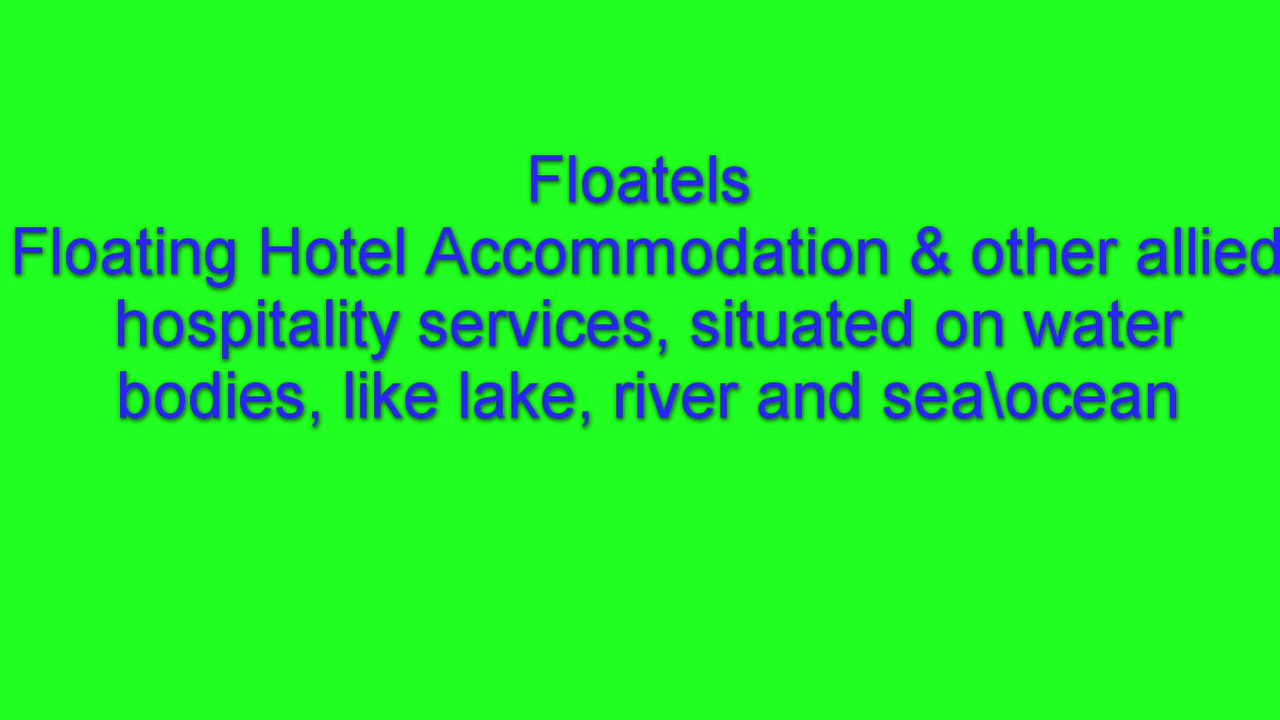 Floatels
Floating Hotel Accommodation & other allied
hospitality services, situated on water
bodies, like lake, river and sea\ocean